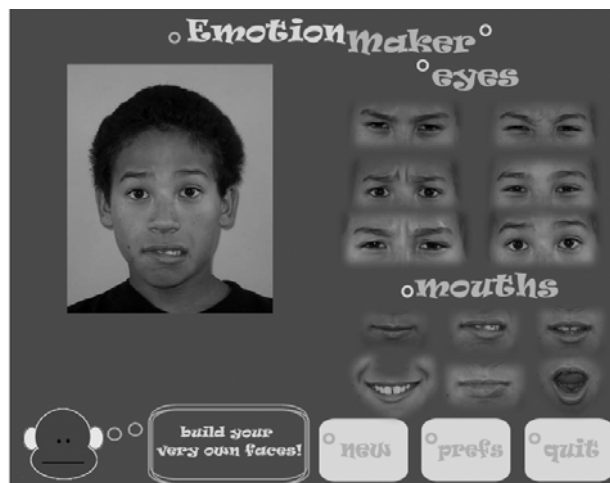 Emotion Maker
eyes
mouths
build your
very own faces!
new
prefs
quit